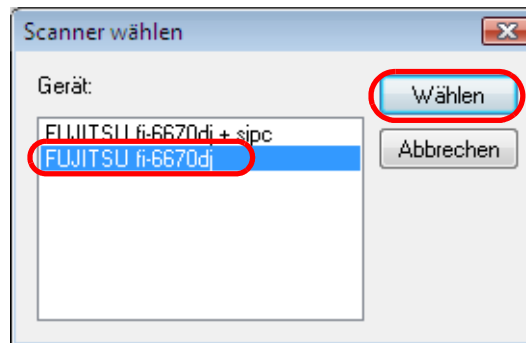 Scanner wählen
Gerät:
Wählen
FUJITSU fi-6670dj + sipc
FUJITSU fi-6670dj
Abbrechen